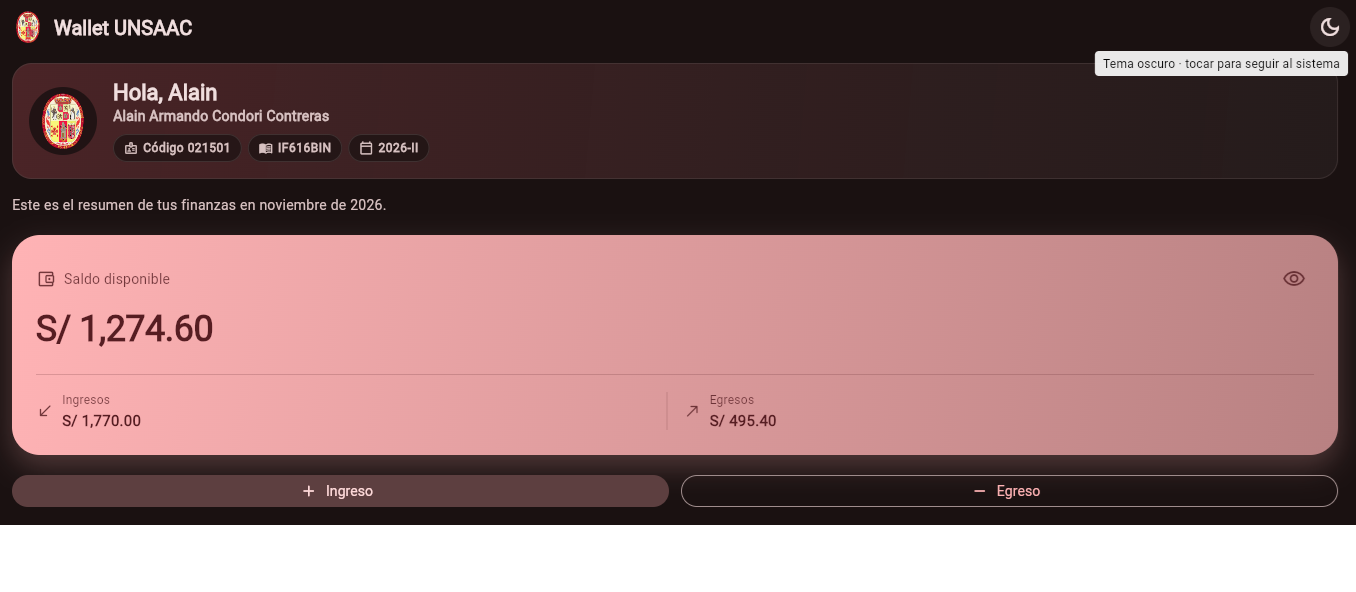 Wallet UNSAAC
Tema oscuro · tocar para seguir al sistema
Hola, Alain
Alain Armando Condori Contreras
Código 021501 IF616BIN 2026-II
Este es el resumen de tus finanzas en noviembre de 2026.
Saldo disponible
S/ 1,274.60
Ingresos
S/ 1,770.00
Egresos
S/ 495.40
+ Ingreso
− Egreso